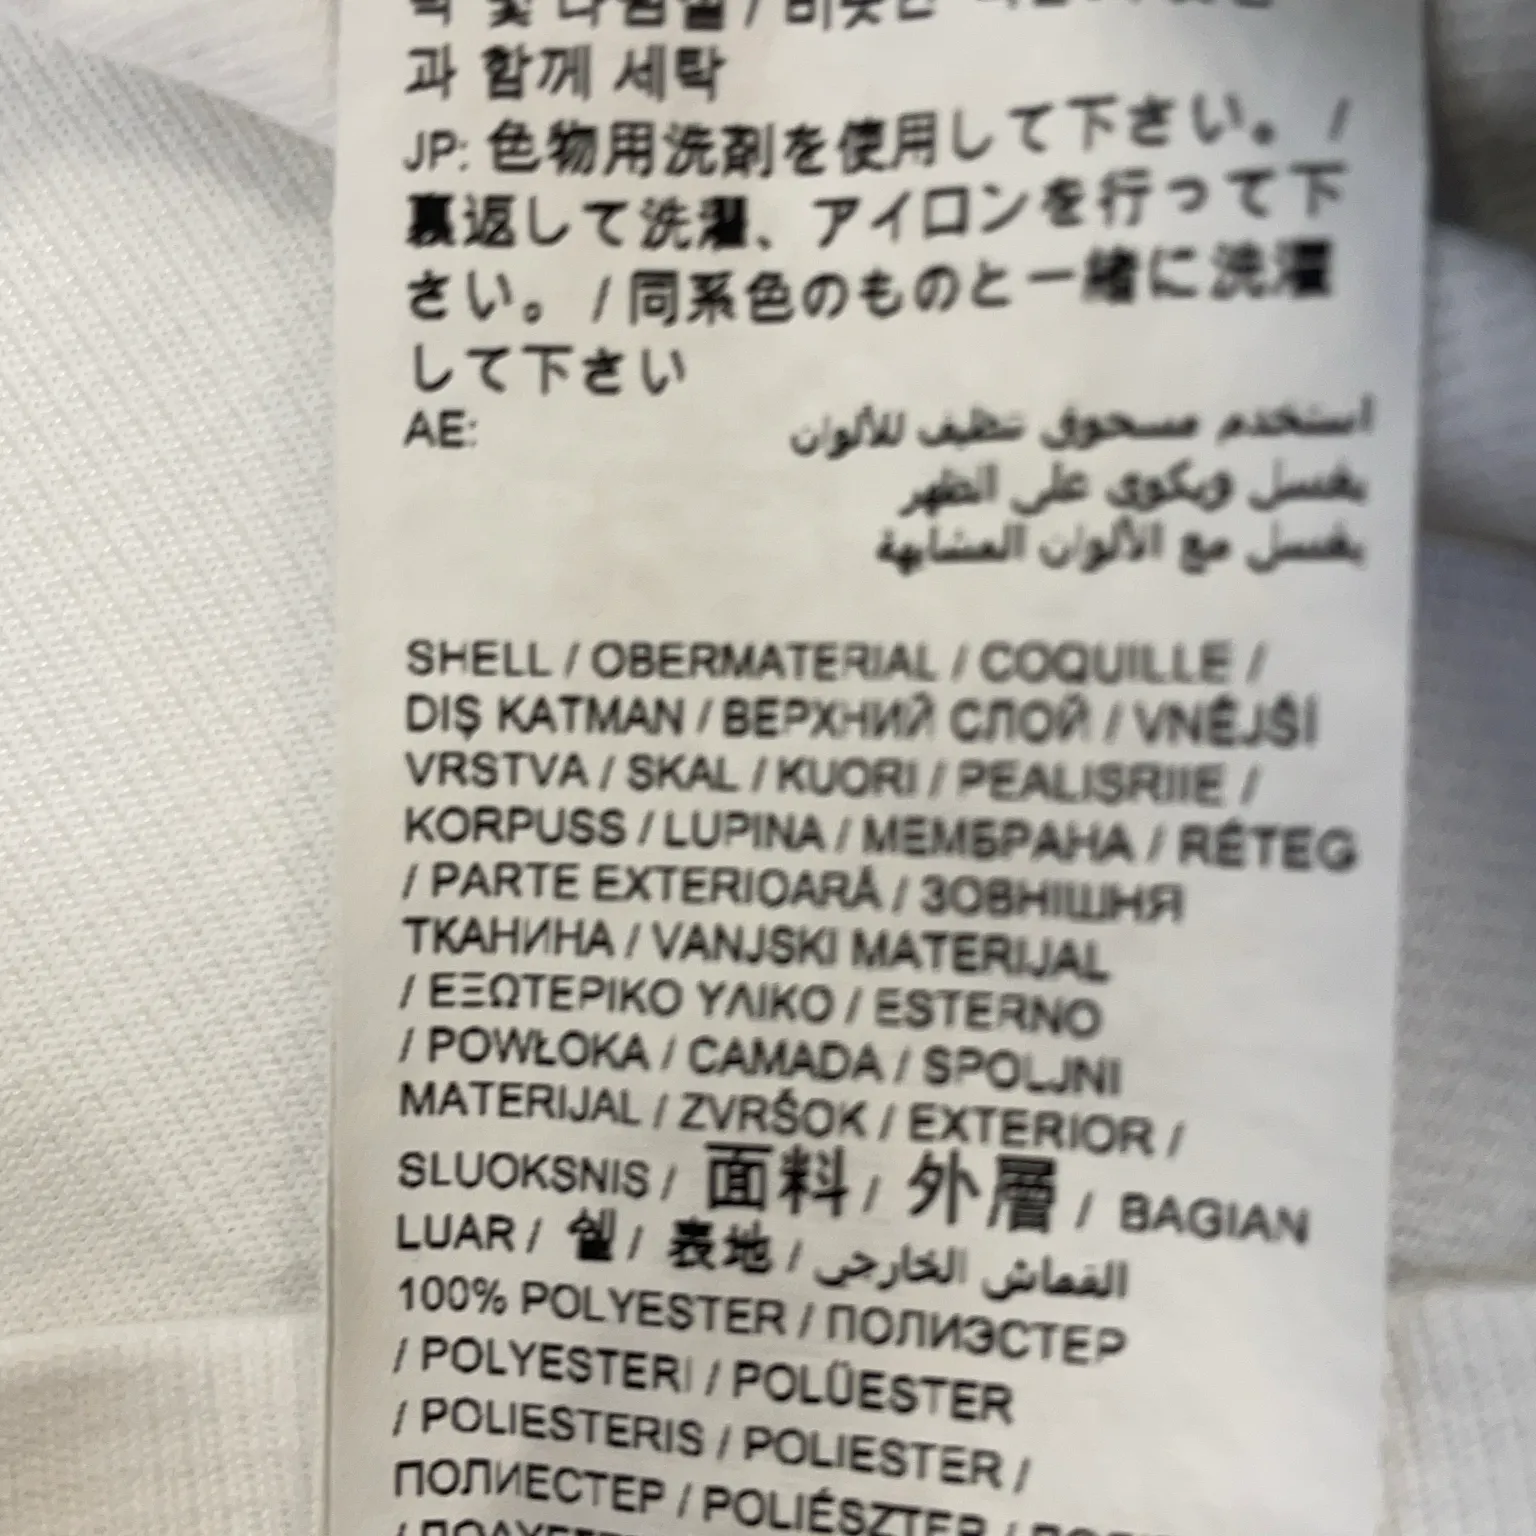 과 함께 세탁
JP: 色物用洗剤を使用して下さい。 /
裏返して洗濯、アイロンを行って下
さい。 / 同系色のものと一緒に洗濯
して下さい
AE: استخدم مسحوق تنظيف للألوان
يغسل ويكوى على الظهر
يغسل مع الألوان المشابهة
SHELL / OBERMATERIAL / COQUILLE /
DIŞ KATMAN / ВЕРХНИЙ СЛОЙ / VNĚJŠÍ
VRSTVA / SKAL / KUORI / PEALISRIIE /
KORPUSS / LUPINA / МЕМБРАНА / RÉTEG
/ PARTE EXTERIOARĂ / ЗОВНІШНЯ
ТКАНИНА / VANJSKI MATERIJAL
/ ΕΞΩΤΕΡΙΚΟ ΥΛΙΚΟ / ESTERNO
/ POWŁOKA / CAMADA / SPOLJNI
MATERIJAL / ZVRŠOK / EXTERIOR /
SLUOKSNIS / 面料 / 外層 / BAGIAN
LUAR / 쉘 / 表地 / القماش الخارجي
100% POLYESTER / ПОЛИЭСТЕР
/ POLYESTERI / POLÜESTER
/ POLIESTERIS / POLIESTER /
ПОЛИЕСТЕР / POLIÉSZTER /